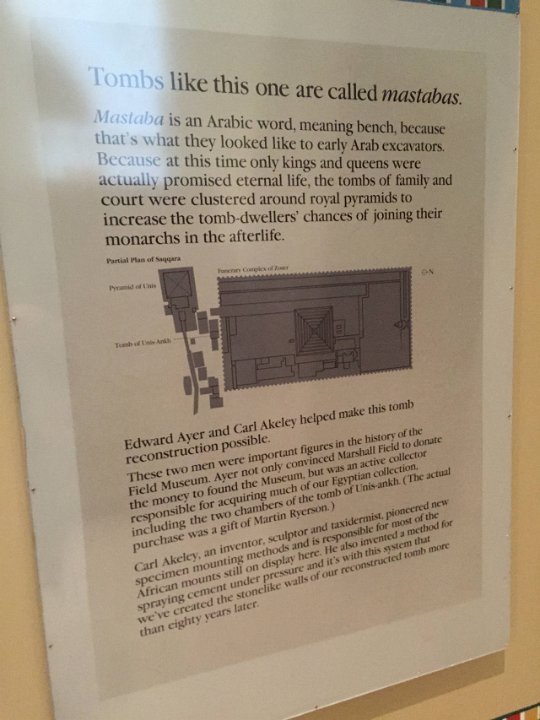 Tombs like this one are called mastabas.
Mastaba is an Arabic word, meaning bench, because
that's what they looked like to early Arab excavators.
Because at this time only kings and queens were
actually promised eternal life, the tombs of family and
court were clustered around royal pyramids to
increase the tomb-dwellers' chances of joining their
monarchs in the afterlife.
Partial Plan of Saqqara
Funerary Complex of Zoser
N
Pyramid of Unis
Tomb of Unis-Ankh
Edward Ayer and Carl Akeley helped make this tomb
reconstruction possible.
These two men were important figures in the history of the
Field Museum. Ayer not only convinced Marshall Field to donate
the money to found the Museum, but was an active collector
responsible for acquiring much of our Egyptian collection,
including the two chambers of the tomb of Unis-ankh. (The actual
purchase was a gift of Martin Ryerson.)
Carl Akeley, an inventor, sculptor and taxidermist, pioneered new
specimen mounting methods and is responsible for most of the
African mounts still on display here. He also invented a method for
spraying cement under pressure and it's with this system that
we've created the stonelike walls of our reconstructed tomb more
than eighty years later.